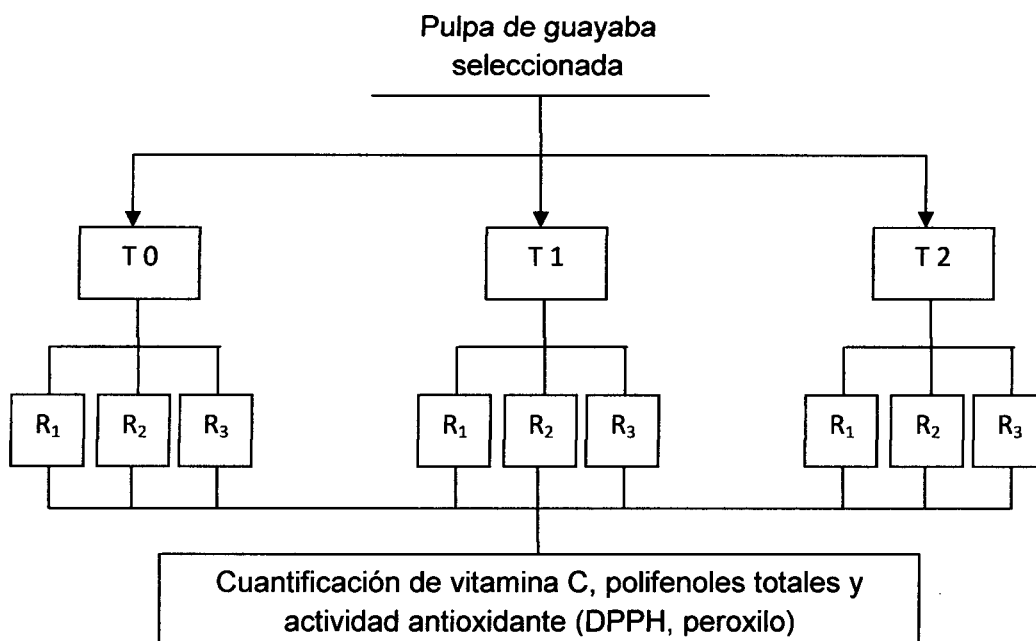 Pulpa de guayaba
seleccionada
T 0 T 1 T 2
R₁ R₂ R₃ R₁ R₂ R₃ R₁ R₂ R₃
Cuantificación de vitamina C, polifenoles totales y
actividad antioxidante (DPPH, peroxilo)